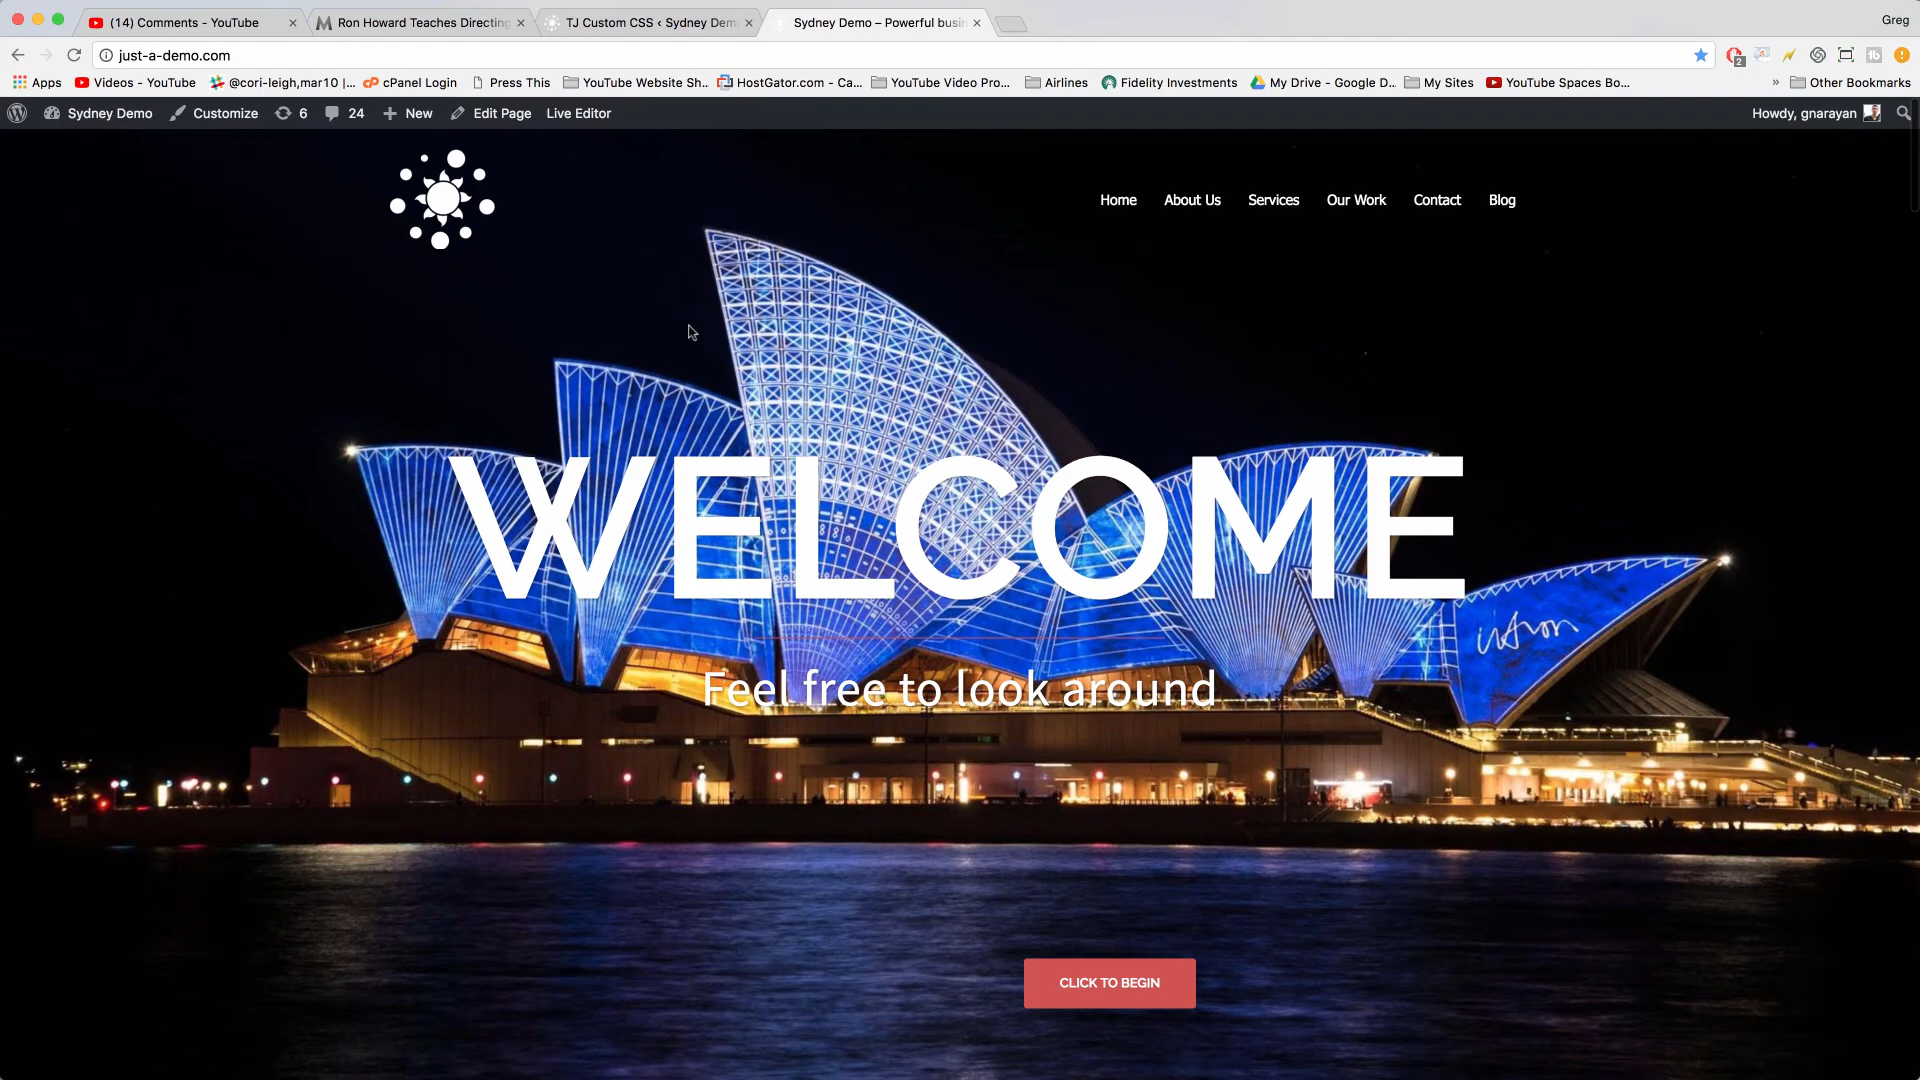 (14) Comments - YouTube
Ron Howard Teaches Directing
TJ Custom CSS ‹ Sydney Dem
Sydney Demo – Powerful busin
Greg
just-a-demo.com
2
Apps
Videos - YouTube
@cori-leigh,mar10 |...
cPanel Login
Press This
YouTube Website Sh...
HostGator.com - Ca...
YouTube Video Pro...
Airlines
Fidelity Investments
My Drive - Google D...
My Sites
YouTube Spaces Bo...
»
Other Bookmarks
Sydney Demo
Customize
6
24
New
Edit Page
Live Editor
Howdy, gnarayan
Home
About Us
Services
Our Work
Contact
Blog
WELCOME
Feel free to look around
CLICK TO BEGIN